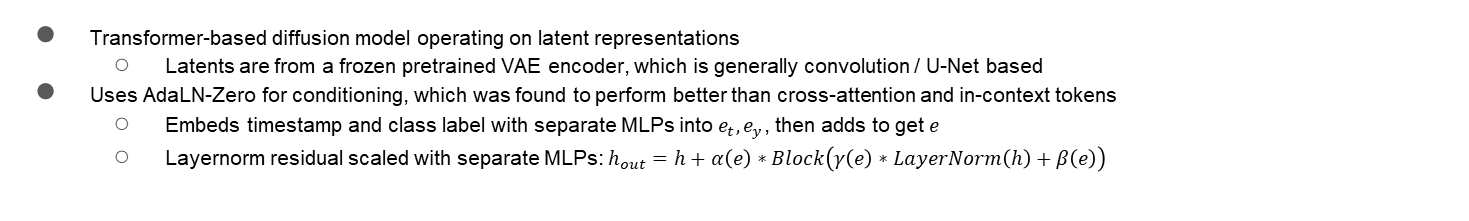 ● Transformer-based diffusion model operating on latent representations
○ Latents are from a frozen pretrained VAE encoder, which is generally convolution / U-Net based
● Uses AdaLN-Zero for conditioning, which was found to perform better than cross-attention and in-context tokens
○ Embeds timestamp and class label with separate MLPs into eₜ, e_y, then adds to get e
○ Layernorm residual scaled with separate MLPs: h_out = h + α(e) * Block(γ(e) * LayerNorm(h) + β(e))